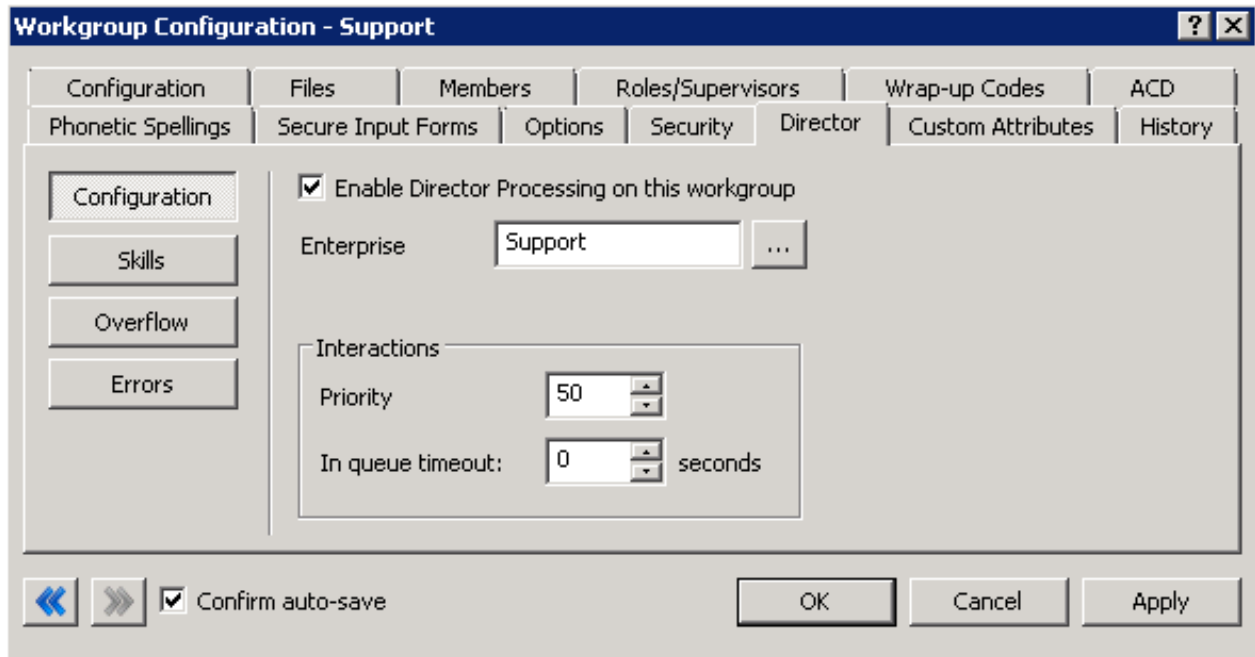 Workgroup Configuration - Support
Configuration Files Members Roles/Supervisors Wrap-up Codes ACD
Phonetic Spellings Secure Input Forms Options Security Director Custom Attributes History
Configuration
Skills
Overflow
Errors
Enable Director Processing on this workgroup
Enterprise Support ...
Interactions
Priority 50
In queue timeout: 0 seconds
Confirm auto-save OK Cancel Apply